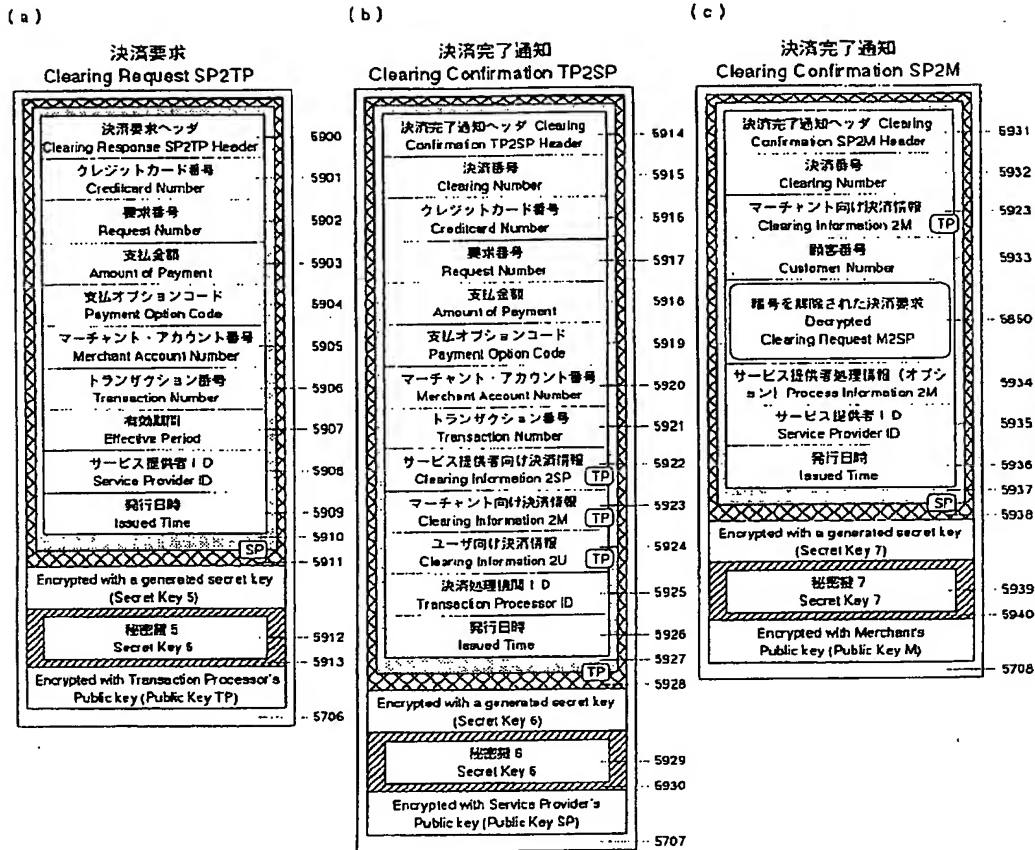 (a)
決済要求
Clearing Request SP2TP
決済要求ヘッダ
Clearing Response SP2TP Header
クレジットカード番号
Creditcard Number
要求番号
Request Number
支払金額
Amount of Payment
支払オプションコード
Payment Option Code
マーチャント・アカウント番号
Merchant Account Number
トランザクション番号
Transaction Number
有効期間
Effective Period
サービス提供者ID
Service Provider ID
発行日時
Issued Time
SP
Encrypted with a generated secret key
(Secret Key 5)
秘密鍵 5
Secret Key 5
Encrypted with Transaction Processor's
Public key (Public Key TP)
5900
5901
5902
5903
5904
5905
5906
5907
5908
5909
5910
5911
5912
5913
5706
(b)
決済完了通知
Clearing Confirmation TP2SP
決済完了通知ヘッダ Clearing
Confirmation TP2SP Header
決済番号
Clearing Number
クレジットカード番号
Creditcard Number
要求番号
Request Number
支払金額
Amount of Payment
支払オプションコード
Payment Option Code
マーチャント・アカウント番号
Merchant Account Number
トランザクション番号
Transaction Number
サービス提供者向け決済情報
Clearing Information 2SP TP
マーチャント向け決済情報
Clearing Information 2M TP
ユーザ向け決済情報
Clearing Information 2U TP
決済処理機関ID
Transaction Processor ID
発行日時
Issued Time
TP
Encrypted with a generated secret key
(Secret Key 6)
秘密鍵 6
Secret Key 6
Encrypted with Service Provider's
Public key (Public Key SP)
5914
5915
5916
5917
5918
5919
5920
5921
5922
5923
5924
5925
5926
5927
5928
5929
5930
5707
(c)
決済完了通知
Clearing Confirmation SP2M
決済完了通知ヘッダ Clearing
Confirmation SP2M Header
決済番号
Clearing Number
マーチャント向け決済情報
Clearing Information 2M TP
顧客番号
Customer Number
暗号を解除された決済要求
Decrypted
Clearing Request M2SP
サービス提供者処理情報(オプシ
ョン) Process Information 2M
サービス提供者ID
Service Provider ID
発行日時
Issued Time
SP
Encrypted with a generated secret key
(Secret Key 7)
秘密鍵 7
Secret Key 7
Encrypted with Merchant's
Public key (Public Key M)
5931
5932
5923
5933
5850
5934
5935
5936
5937
5938
5939
5940
5708